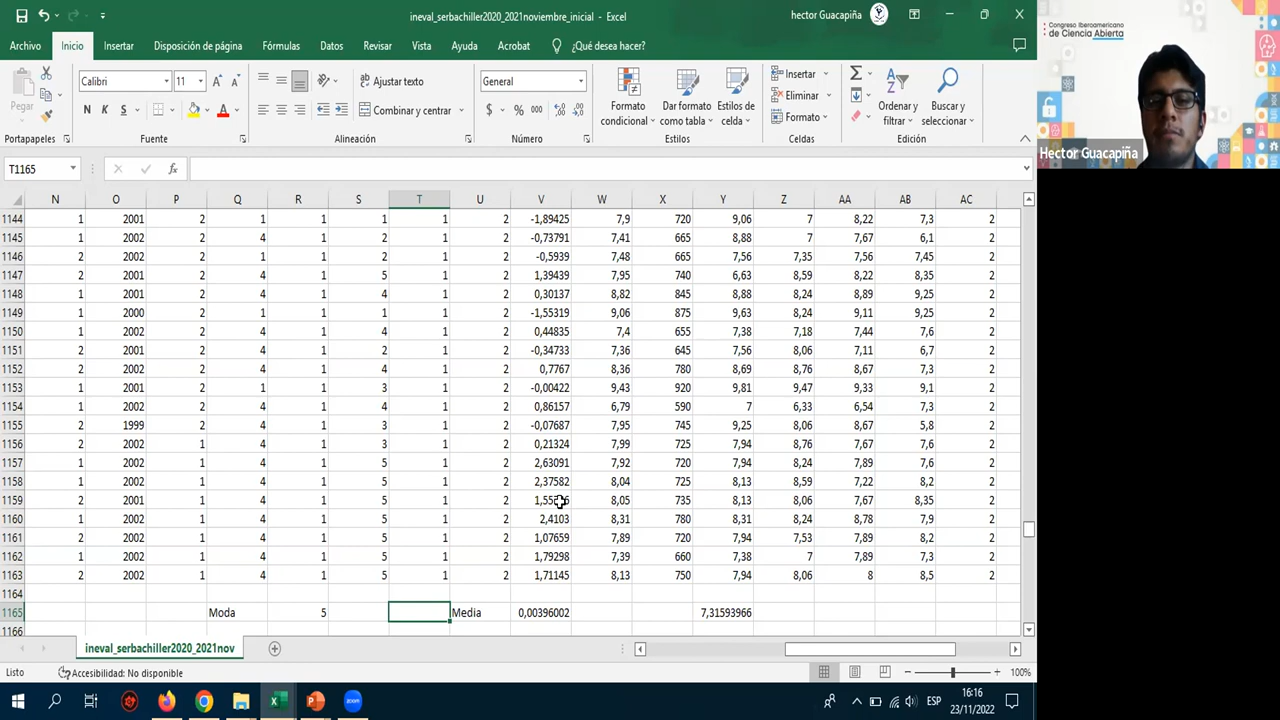 ineval_serbachiller2020_2021noviembre_inicial - Excel
hector Guacapiña
Archivo Inicio Insertar Disposición de página Fórmulas Datos Revisar Vista Ayuda Acrobat ¿Qué desea hacer?
Pegar
Calibri 11
N K S
Ajustar texto
Combinar y centrar
General
$ % 000
Formato condicional
Dar formato como tabla
Estilos de celda
Insertar
Eliminar
Formato
Ordenar y filtrar
Buscar y seleccionar
Portapapeles Fuente Alineación Número Estilos Celdas Edición
T1165 fx
N O P Q R S T U V W X Y Z AA AB AC
1144 1 2001 2 1 1 1 1 2 -1,89425 7,9 720 9,06 7 8,22 7,3 2
1145 1 2002 2 4 1 2 1 2 -0,73791 7,41 665 8,88 7 7,67 6,1 2
1146 2 2002 2 1 1 2 1 2 -0,5939 7,48 665 7,56 7,35 7,56 7,45 2
1147 2 2001 2 4 1 5 1 2 1,39439 7,95 740 6,63 8,59 8,22 8,35 2
1148 1 2001 2 4 1 4 1 2 0,30137 8,82 845 8,88 8,24 8,89 9,25 2
1149 1 2000 2 4 1 1 1 2 -1,55319 9,06 875 9,63 8,24 9,11 9,25 2
1150 1 2002 2 4 1 4 1 2 0,44835 7,4 655 7,38 7,18 7,44 7,6 2
1151 2 2001 2 4 1 2 1 2 -0,34733 7,36 645 7,56 8,06 7,11 6,7 2
1152 2 2002 2 4 1 4 1 2 0,7767 8,36 780 8,69 8,76 8,67 7,3 2
1153 1 2001 2 1 1 3 1 2 -0,00422 9,43 920 9,81 9,47 9,33 9,1 2
1154 1 2002 2 4 1 4 1 2 0,86157 6,79 590 7 6,33 6,54 7,3 2
1155 2 1999 2 4 1 3 1 2 -0,07687 7,95 745 9,25 8,06 8,67 5,8 2
1156 2 2002 1 4 1 3 1 2 0,21324 7,99 725 7,94 8,76 7,67 7,6 2
1157 1 2002 1 4 1 5 1 2 2,63091 7,92 720 7,94 8,24 7,89 7,6 2
1158 1 2002 1 4 1 5 1 2 2,37582 8,04 725 8,13 8,59 7,22 8,2 2
1159 2 2001 1 4 1 5 1 2 8,05 735 8,13 8,06 7,67 8,35 2
1160 1 2002 1 4 1 5 1 2 2,4103 8,31 780 8,31 8,24 8,78 7,9 2
1161 2 2002 1 4 1 5 1 2 1,07659 7,89 720 7,94 7,53 7,89 8,2 2
1162 1 2002 1 4 1 5 1 2 1,79298 7,39 660 7,38 7 7,89 7,3 2
1163 2 2002 1 4 1 5 1 2 1,71145 8,13 750 7,94 8,06 8 8,5 2
1164
1165 Moda 5 Media 0,00396002 7,31593966
1166
ineval_serbachiller2020_2021nov
Listo Accesibilidad: No disponible 100%
ESP 16:16
23/11/2022
Congreso Iberoamericano
de Ciencia Abierta
Hector Guacapiña
zoom